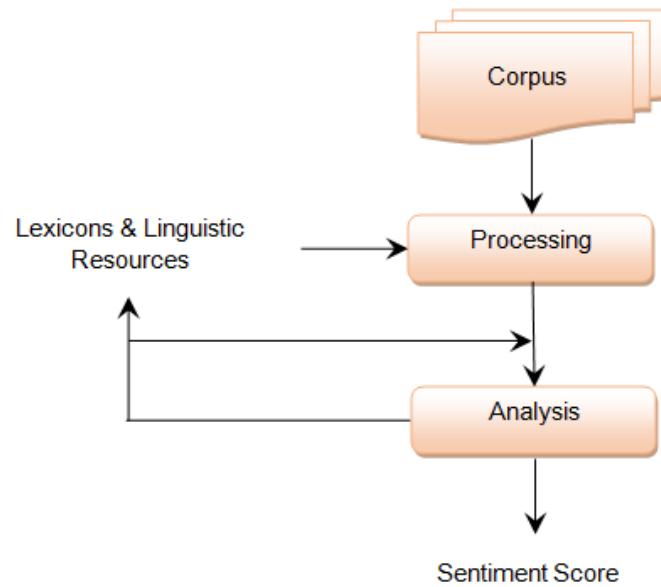 Corpus
Lexicons & Linguistic
Resources
Processing
Analysis
Sentiment Score